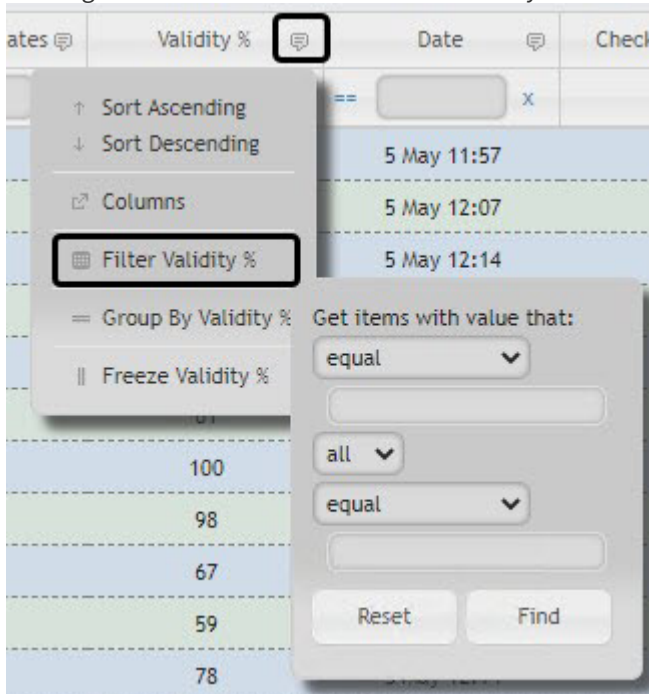 ates Validity % Date Check
== x
↑ Sort Ascending
↓ Sort Descending
5 May 11:57
Columns
5 May 12:07
Filter Validity %
5 May 12:14
Group By Validity %
Get items with value that:
equal
Freeze Validity %
100
all
98
equal
67
59
Reset Find
78